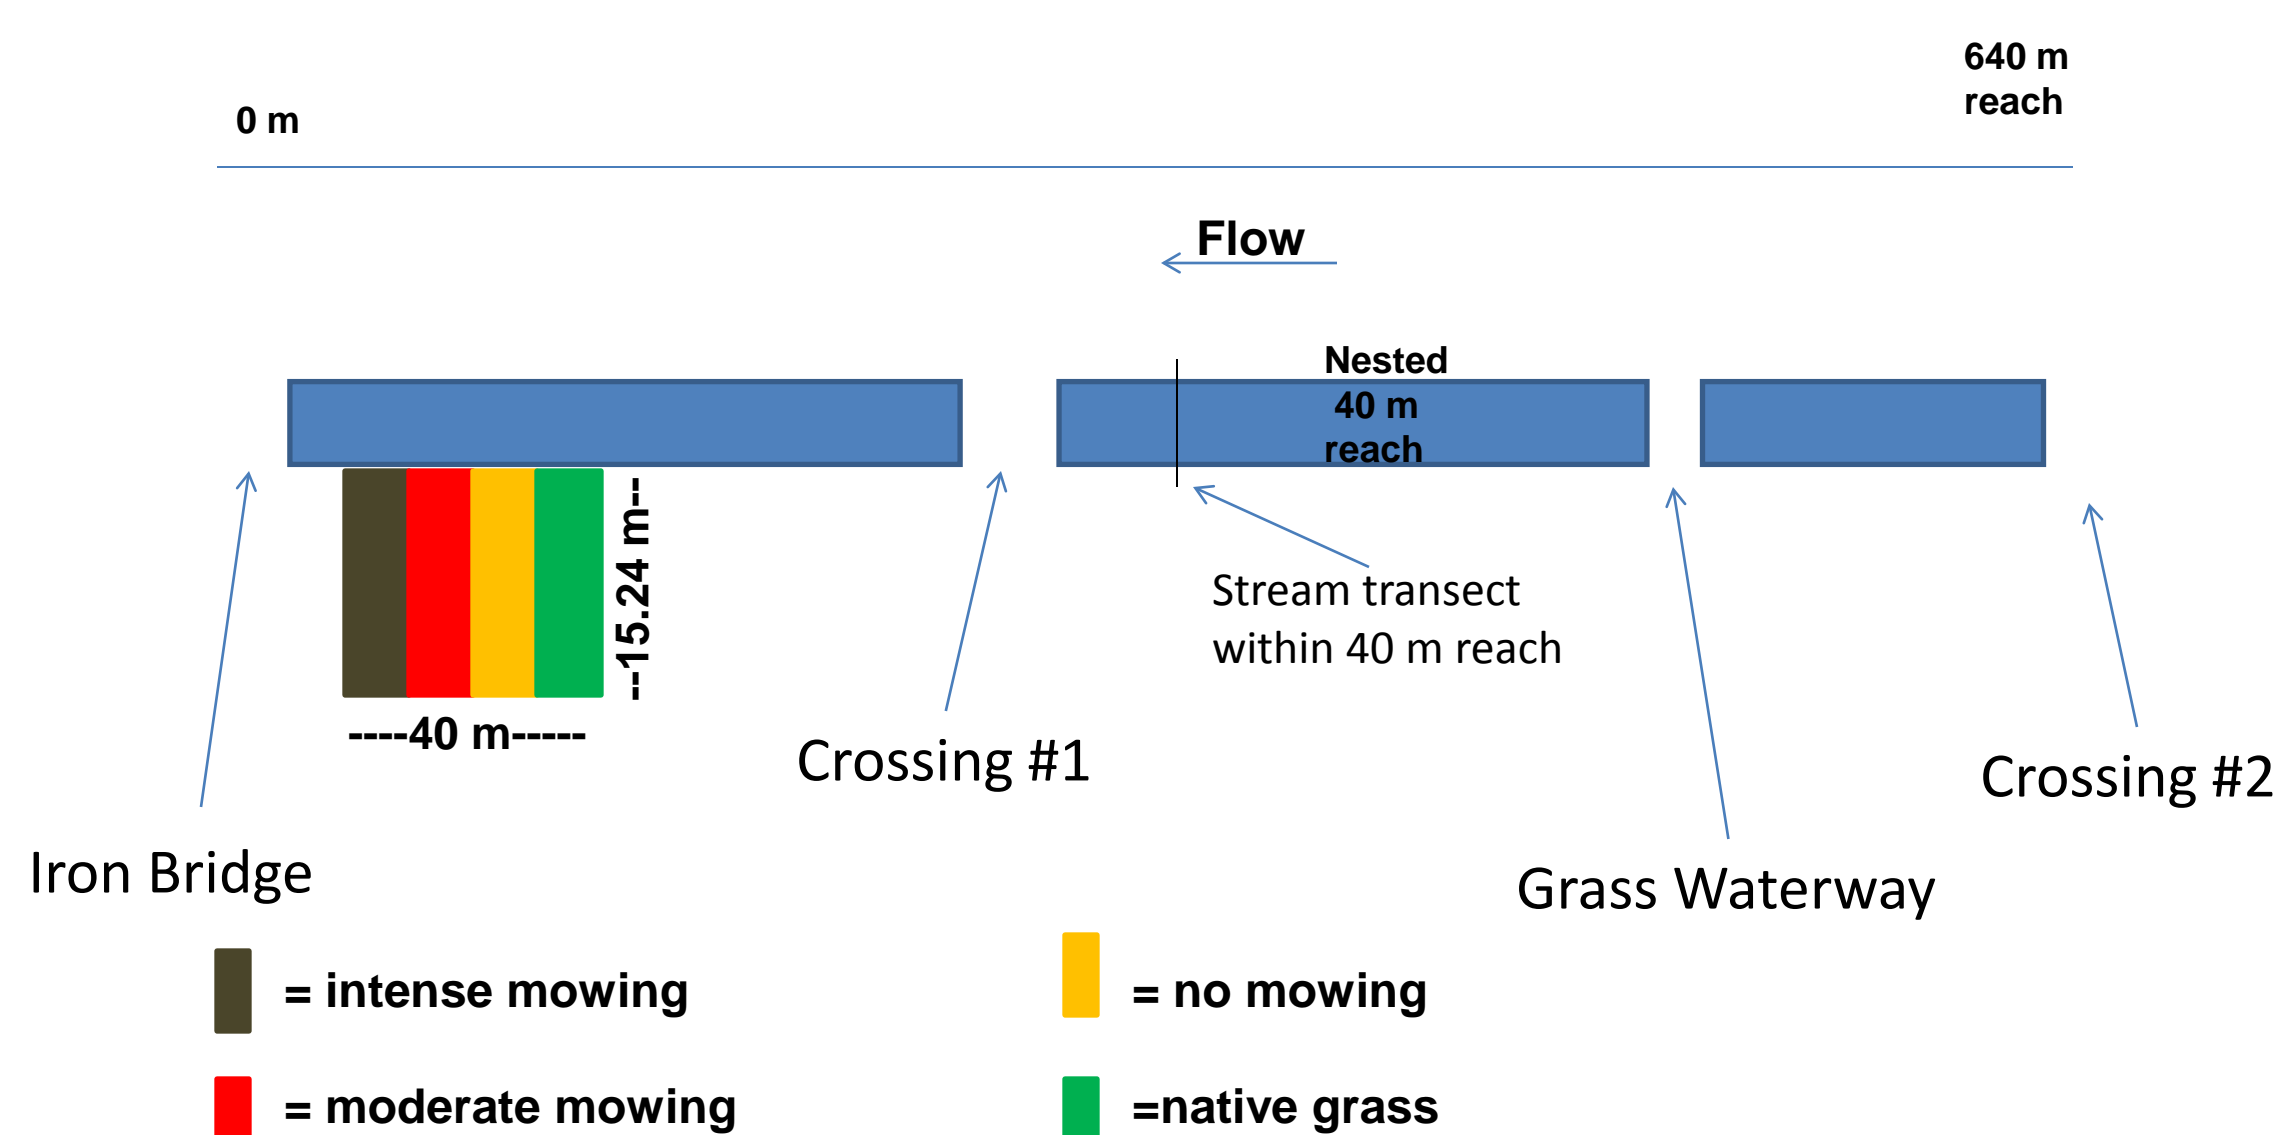 640 m
reach
0 m
Flow
Nested
40 m
reach
--15.24 m--
Stream transect
within 40 m reach
----40 m-----
Crossing #1
Crossing #2
Iron Bridge
Grass Waterway
= intense mowing
= no mowing
= moderate mowing
=native grass